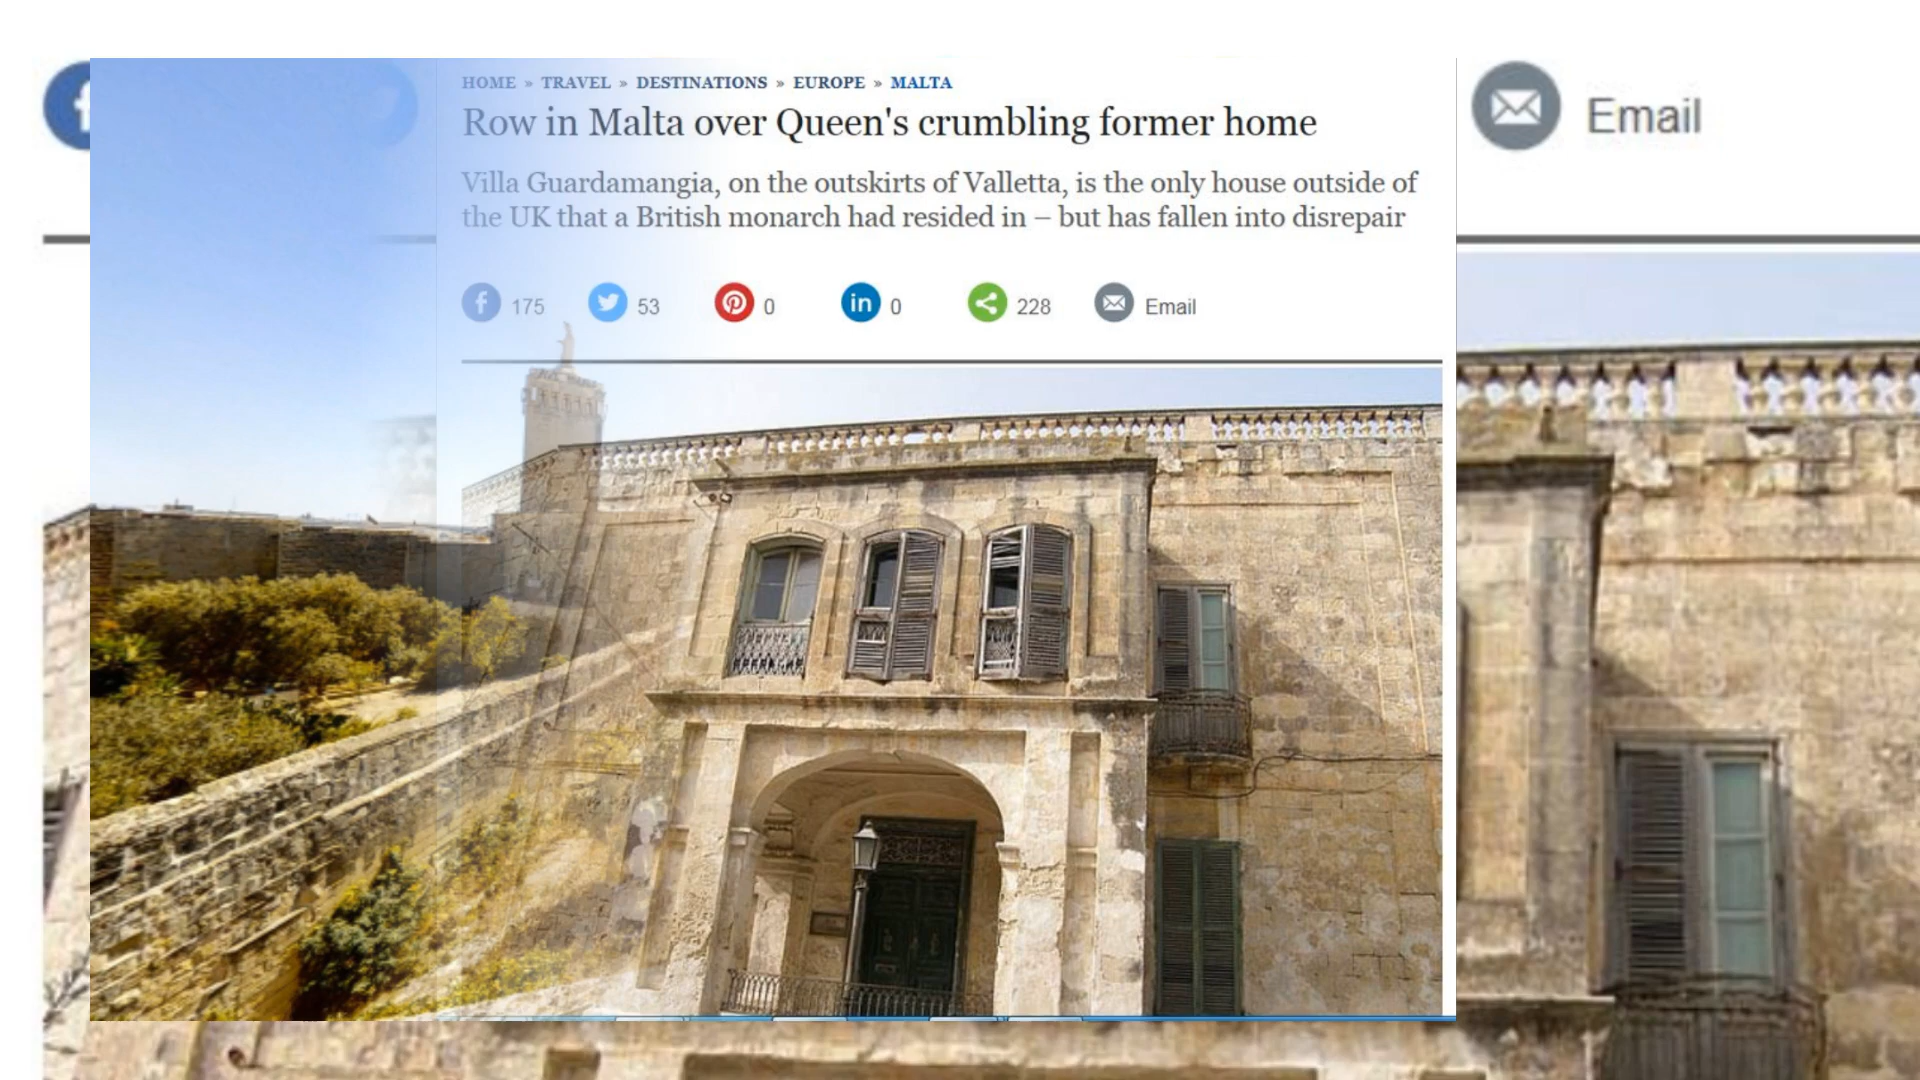 HOME » TRAVEL » DESTINATIONS » EUROPE » MALTA
Row in Malta over Queen's crumbling former home
Villa Guardamangia, on the outskirts of Valletta, is the only house outside of
the UK that a British monarch had resided in – but has fallen into disrepair
f 175 53 0 in 0 228 Email
f
Email